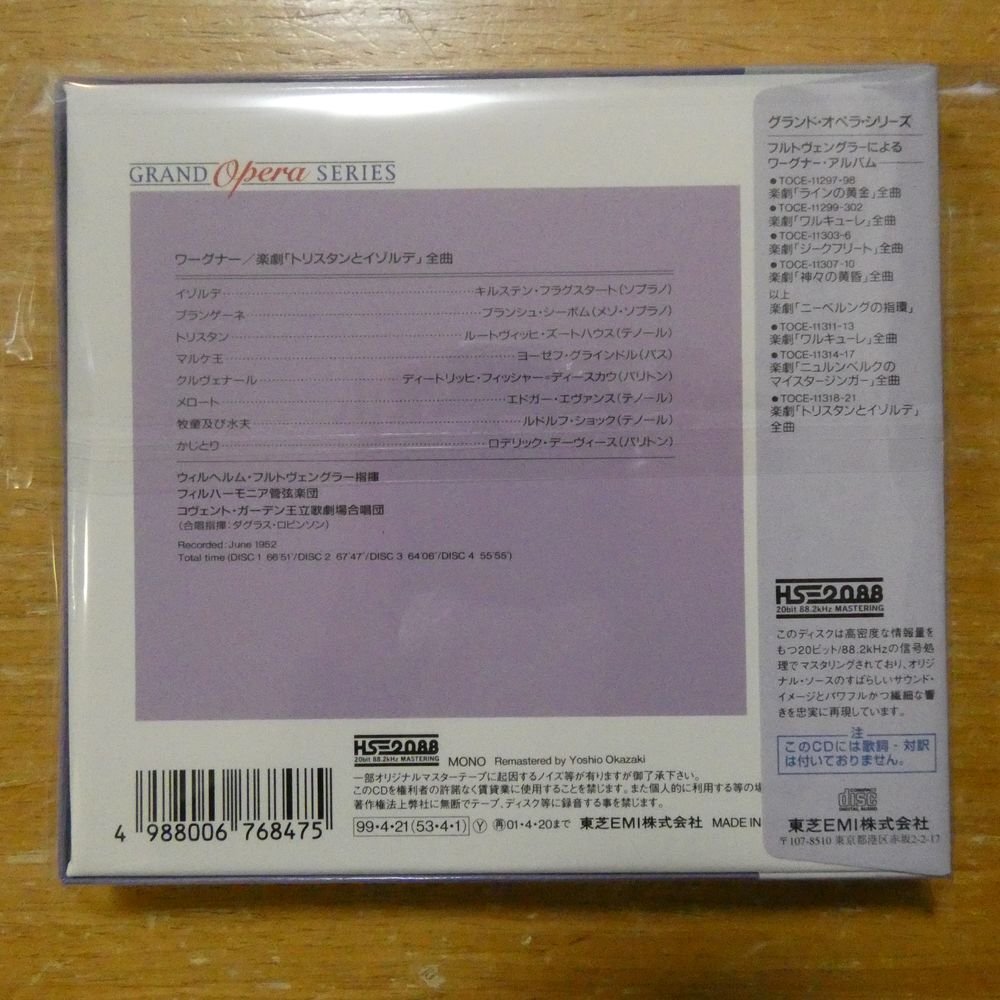 GRAND Opera SERIES
ワーグナー/楽劇「トリスタンとイゾルデ」全曲
イゾルデ……キルステン・フラグスタート(ソプラノ)
ブランゲーネ……ブランシュ・シーボム(メゾ・ソプラノ)
トリスタン……ルートヴィッヒ・ズートハウス(テノール)
マルケ王……ヨーゼフ・グラインドル(バス)
クルヴェナール……ディートリッヒ・フィッシャー=ディースカウ(バリトン)
メロート……エドガー・エヴァンス(テノール)
牧童及び水夫……ルドルフ・ショック(テノール)
かじとり……ロデリック・デーヴィース(バリトン)
ウィルヘルム・フルトヴェングラー指揮
フィルハーモニア管弦楽団
コヴェント・ガーデン王立歌劇場合唱団
(合唱指揮:ダグラス・ロビンソン)
Recorded: June 1952
Total time (DISC 1 66'51"/DISC 2 67'47"/DISC 3 64'06"/DISC 4 55'55")
HS-2088
20bit 88.2kHz MASTERING
MONO Remastered by Yoshio Okazaki
一部オリジナルマスターテープに起因するノイズ等が有りますが御了承下さい。
このCDを権利者の許諾なく賃貸業に使用することを禁じます。また個人的に利用する等の場
著作権法上弊社に無断でテープ、ディスク等に録音する事を禁じます。
99・4・21(53・4・1) Ⓨ 再01・4・20まで 東芝EMI株式会社 MADE IN
4 988006 768475
グランド・オペラ・シリーズ
フルトヴェングラーによる
ワーグナー・アルバム
●TOCE-11297-98
楽劇「ラインの黄金」全曲
●TOCE-11299-302
楽劇「ワルキューレ」全曲
●TOCE-11303-6
楽劇「ジークフリート」全曲
●TOCE-11307-10
楽劇「神々の黄昏」全曲
以上
楽劇「ニーベルングの指環」
●TOCE-11311-13
楽劇「ワルキューレ」全曲
●TOCE-11314-17
楽劇「ニュルンベルクの
マイスタージンガー」全曲
●TOCE-11318-21
楽劇「トリスタンとイゾルデ」
全曲
HS-2088
20bit 88.2kHz MASTERING
このディスクは高密度な情報量を
もつ20ビット/88.2kHzの信号処
理でマスタリングされており、オリジ
ナル・ソースのすばらしいサウンド・
イメージとパワフルかつ繊細な響
きを忠実に再現しています。
注
このCDには歌詞・対訳
は付いておりません。
COMPACT
disc
DIGITAL AUDIO
東芝EMI株式会社
〒107-8510 東京都港区赤坂2-2-17